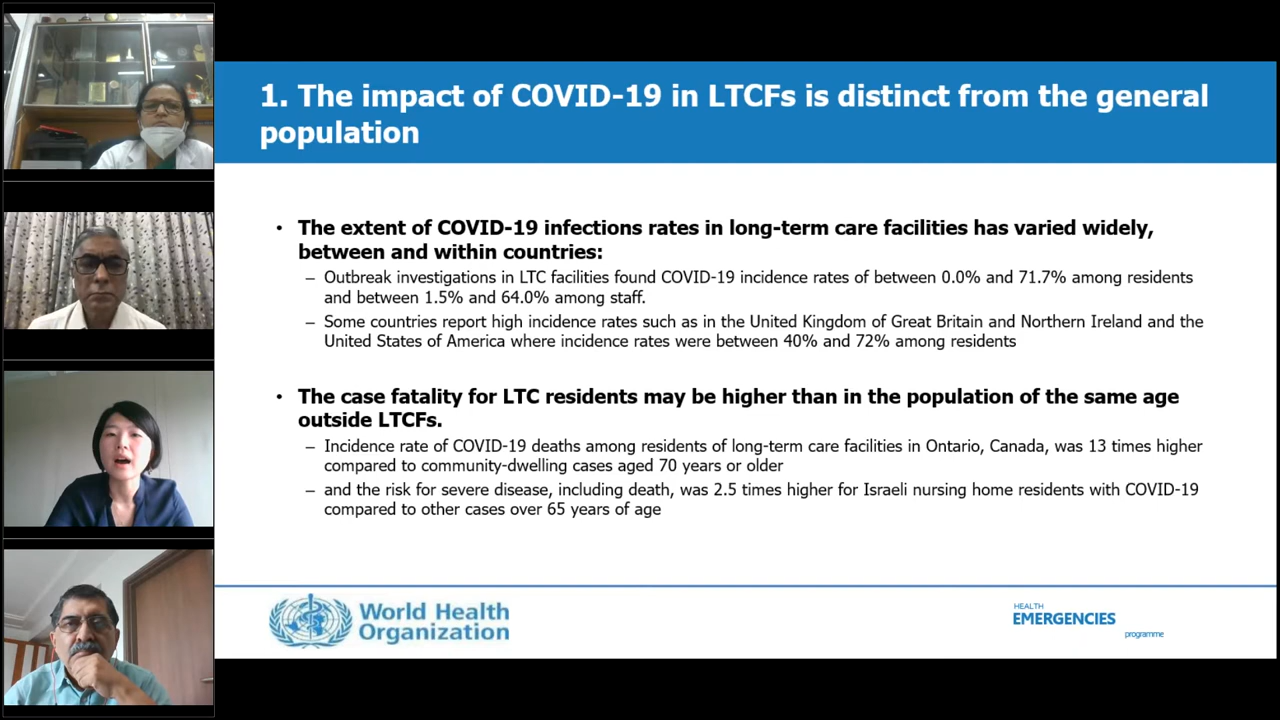 1. The impact of COVID-19 in LTCFs is distinct from the general
population
• The extent of COVID-19 infections rates in long-term care facilities has varied widely,
between and within countries:
– Outbreak investigations in LTC facilities found COVID-19 incidence rates of between 0.0% and 71.7% among residents
and between 1.5% and 64.0% among staff.
– Some countries report high incidence rates such as in the United Kingdom of Great Britain and Northern Ireland and the
United States of America where incidence rates were between 40% and 72% among residents
• The case fatality for LTC residents may be higher than in the population of the same age
outside LTCFs.
– Incidence rate of COVID-19 deaths among residents of long-term care facilities in Ontario, Canada, was 13 times higher
compared to community-dwelling cases aged 70 years or older
– and the risk for severe disease, including death, was 2.5 times higher for Israeli nursing home residents with COVID-19
compared to other cases over 65 years of age
World Health
Organization
HEALTH
EMERGENCIES
programme